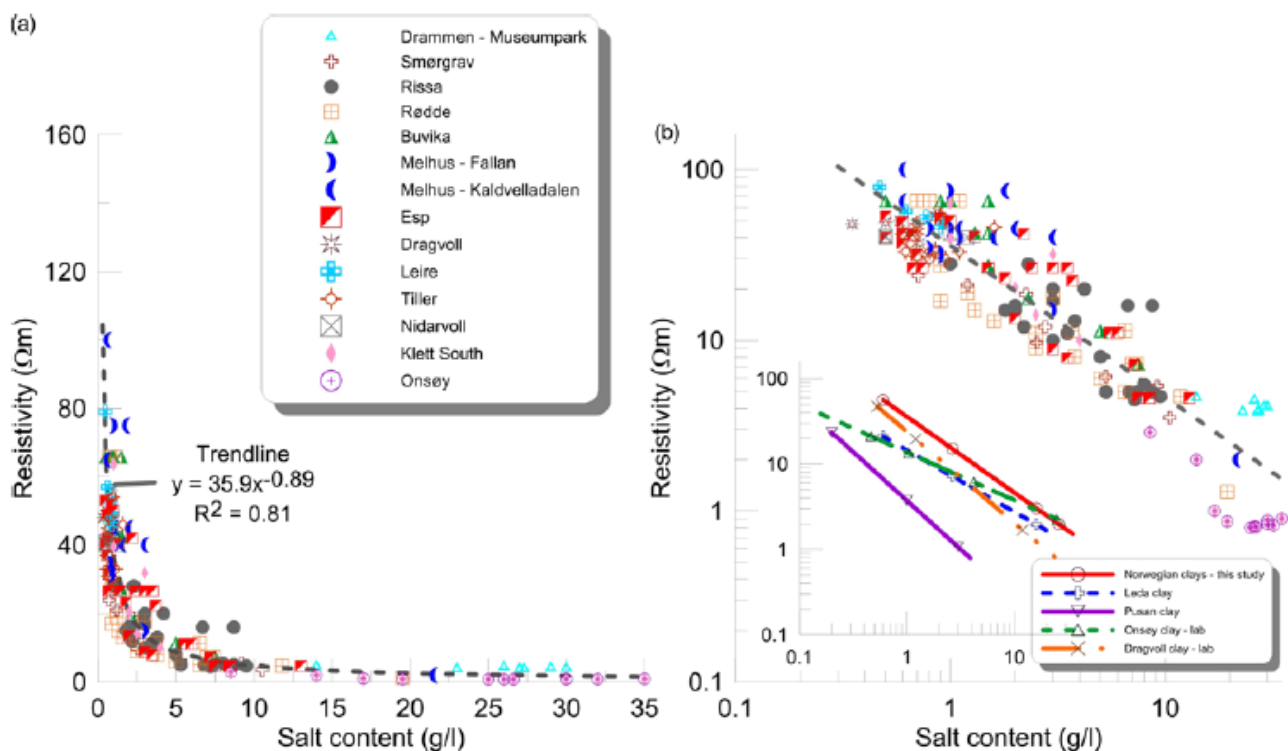 (a)
Drammen - Museumpark
Smørgrav
Rissa
Rødde
Buvika
Melhus - Fallan
Melhus - Kaldvelladalen
Esp
Dragvoll
Leire
Tiller
Nidarvoll
Klett South
Onsøy
160
120
80
40
0
Resistivity (Ωm)
Trendline
y = 35.9x-0.89
R2 = 0.81
0 5 10 15 20 25 30 35
Salt content (g/l)
(b)
100
10
1
0.1
Resistivity (Ωm)
100
10
1
0.1
0.1 1 10
Norwegian clays - this study
Leda clay
Pusan clay
Onsøy clay - lab
Dragvoll clay - lab
0.1 1 10
Salt content (g/l)